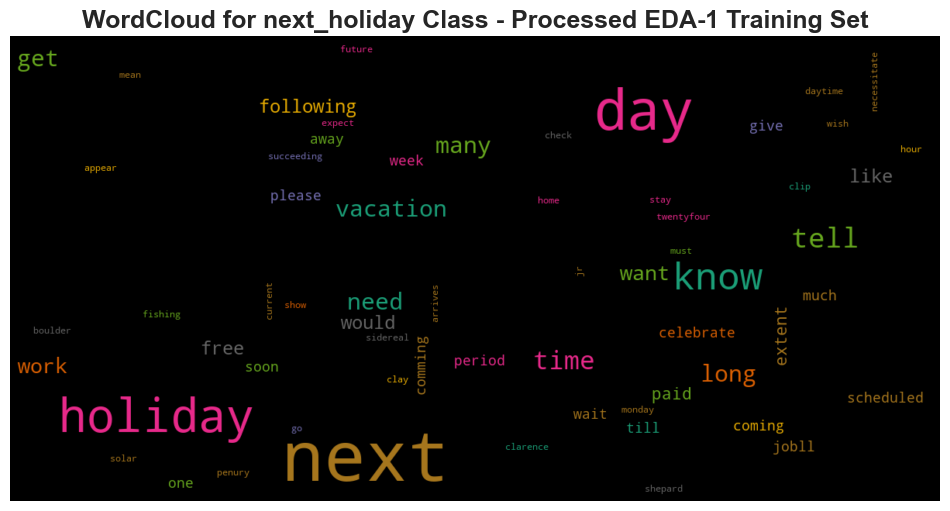 WordCloud for next_holiday Class - Processed EDA-1 Training Set
get
future
mean
necessitate
daytime
day
following
expect
give
wish
away
many
check
hour
succeeding
week
appear
like
clip
please
home
stay
vacation
twentyfour
tell
must
want
know
jr
current
need
show
arrives
much
fishing
boulder
would
celebrate
extent
sidereal
free
comming
period
time
work
soon
clay
long
paid
scheduled
holiday
wait
monday
go
till
coming
next
clarence
jobll
solar
penury
one
shepard